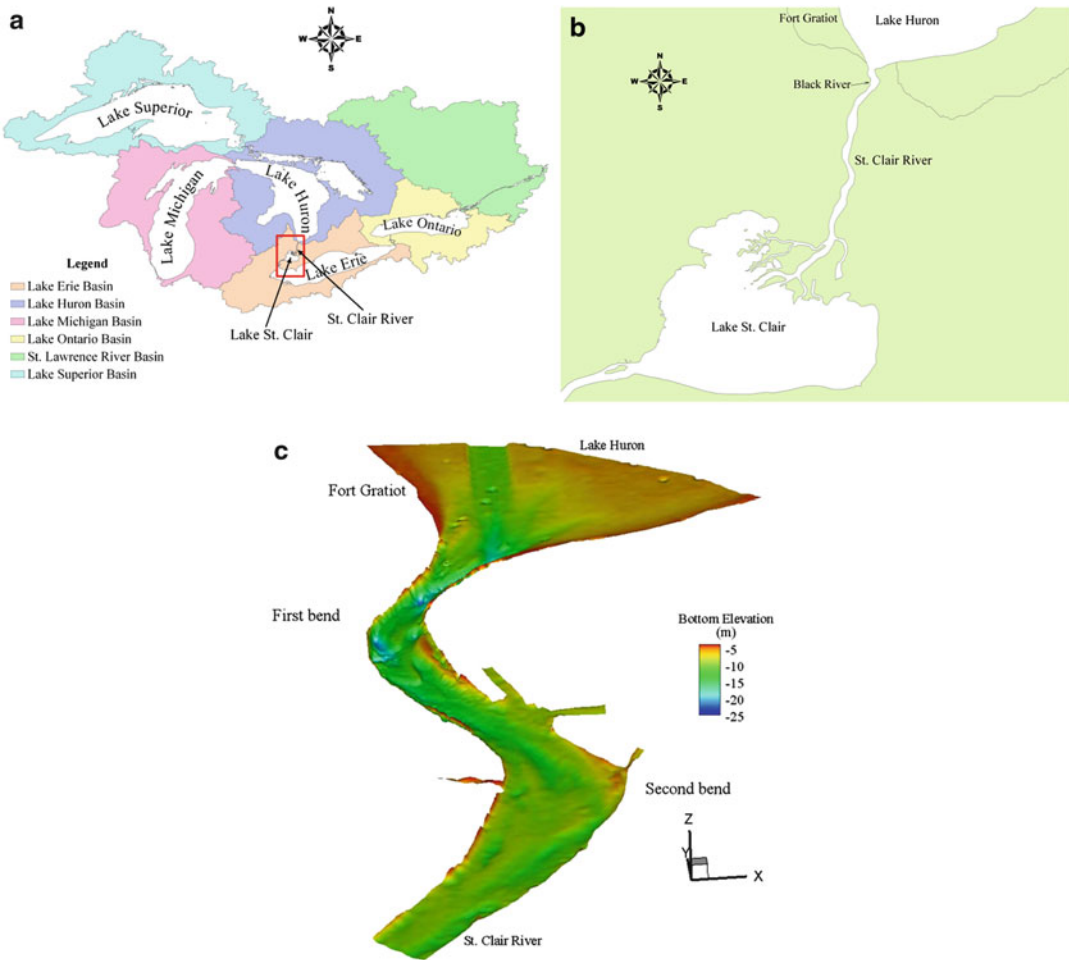 a
N
W E
S
Lake Superior
Lake Michigan
Lake Huron
Lake Ontario
Lake Erie
Legend
Lake Erie Basin
Lake Huron Basin
Lake Michigan Basin
Lake Ontario Basin
St. Lawrence River Basin
Lake Superior Basin
St. Clair River
Lake St. Clair
b
Fort Gratiot
Lake Huron
N
W E
S
Black River
St. Clair River
Lake St. Clair
c
Lake Huron
Fort Gratiot
First bend
Bottom Elevation
(m)
-5
-10
-15
-20
-25
Second bend
Z
Y
X
St. Clair River